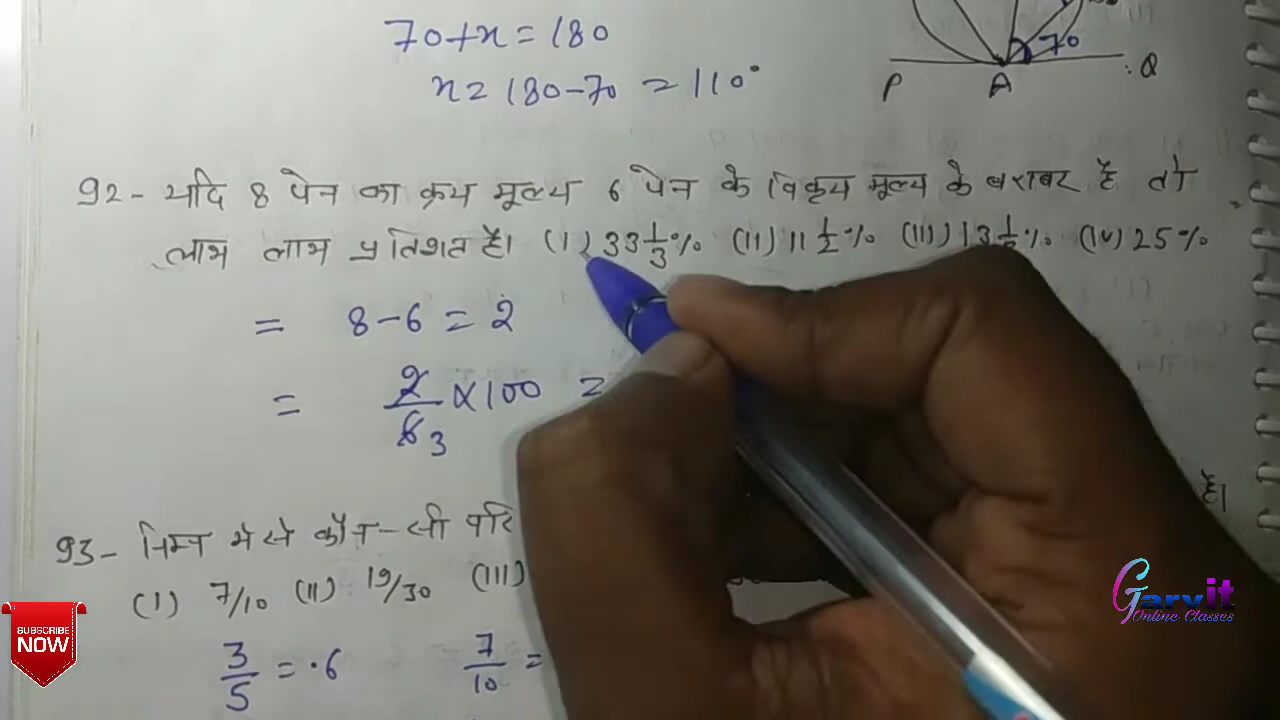 70+x=180
x= 180-70 = 110°
70
P A Q
92- यदि 8 पेन का क्रय मूल्य 6 पेन के विक्रय मूल्य के बराबर है तो
लाभ लाभ प्रतिशत है। (I) 33 1/3% (II) 11 1/2% (III) 13 % (IV) 25%
= 8-6 = 2
= 2/6 3 ×100 =
है।
93- निम्न मे से कौन-सी
(I) 7/10 (II) 19/30 (III)
3/5 = .6 7/10 =
SUBSCRIBE
NOW
Garvit
Online Classes